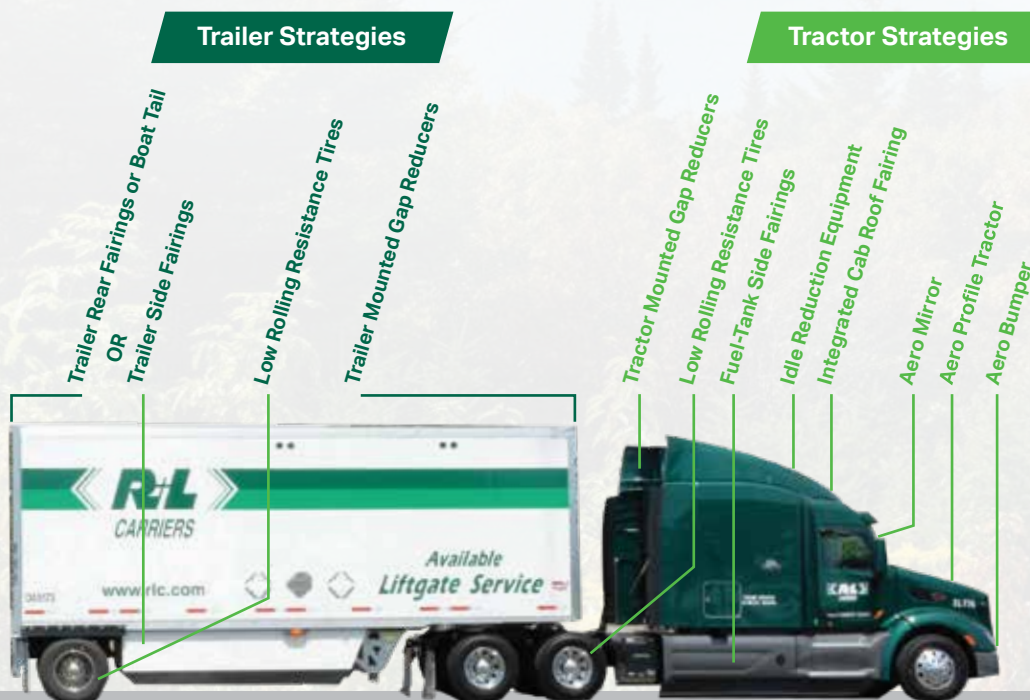 Trailer Strategies
Tractor Strategies
Trailer Rear Fairings or Boat Tail
OR
Trailer Side Fairings
Low Rolling Resistance Tires
Trailer Mounted Gap Reducers
Tractor Mounted Gap Reducers
Low Rolling Resistance Tires
Fuel-Tank Side Fairings
Idle Reduction Equipment
Integrated Cab Roof Fairing
Aero Mirror
Aero Profile Tractor
Aero Bumper
R+L
CARRIERS
www.rlc.com
Available
Liftgate Service
R+L